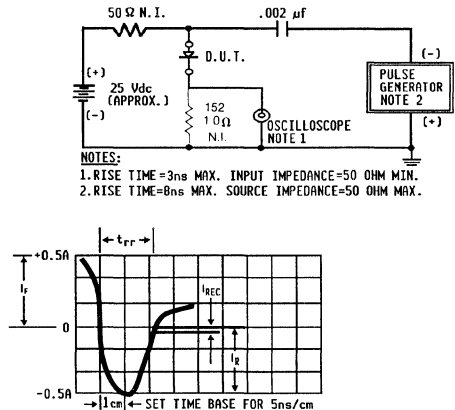 50 Ω N.I.
.002 µf
D.U.T.
(+)
25 Vdc
(APPROX.)
(-)
152
1.0Ω
N.I.
OSCILLOSCOPE
NOTE 1
(-)
PULSE
GENERATOR
NOTE 2
(+)
NOTES:
1.RISE TIME=3ns MAX. INPUT IMPEDANCE=50 OHM MIN.
2.RISE TIME=8ns MAX. SOURCE IMPEDANCE=50 OHM MAX.
trr
+0.5A
IF
IREC
0
IR
-0.5A
1cm
SET TIME BASE FOR 5ns/cm